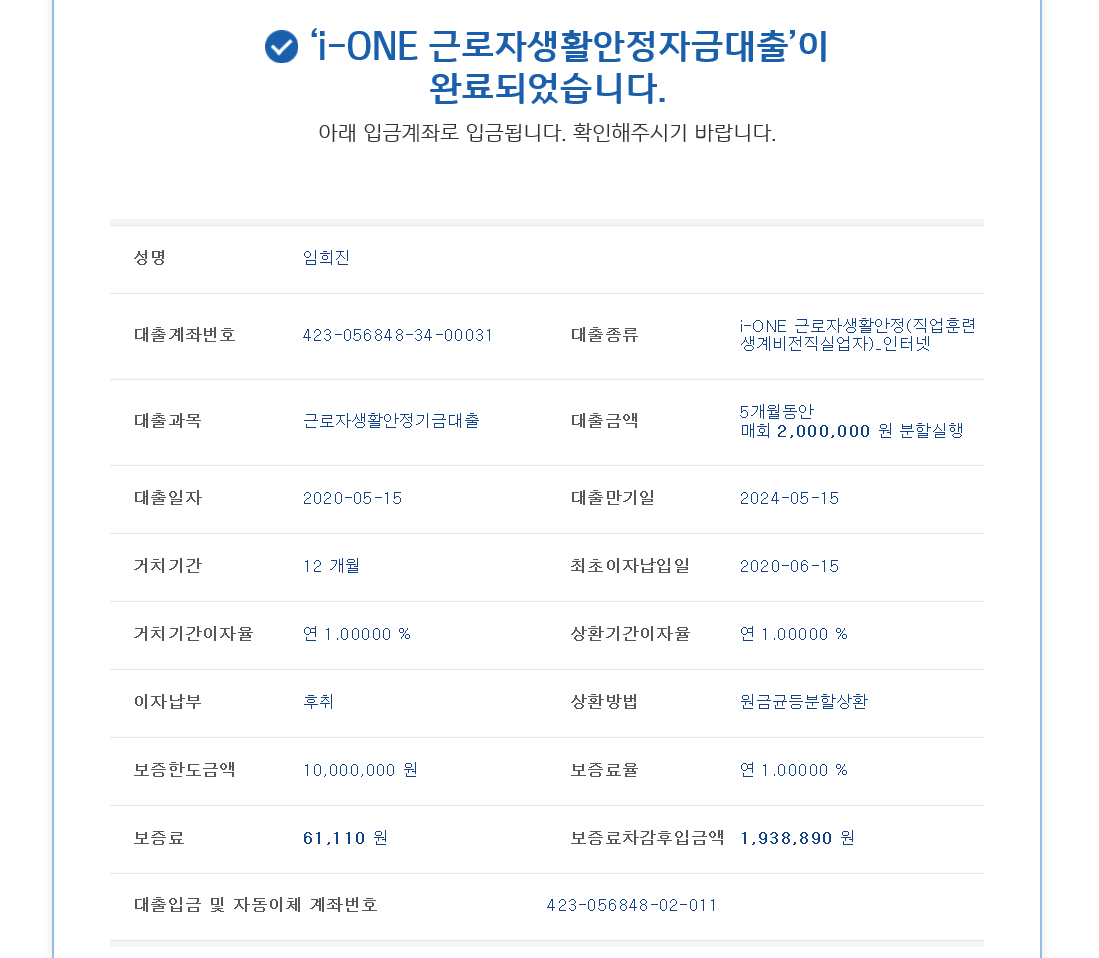 ‘i-ONE 근로자생활안정자금대출’이
완료되었습니다.
아래 입금계좌로 입금됩니다. 확인해주시기 바랍니다.
성명 임희진
대출계좌번호 423-056848-34-00031 대출종류 i-ONE 근로자생활안정(직업훈련
생계비전직실업자)_인터넷
대출과목 근로자생활안정기금대출 대출금액 5개월동안
매회 2,000,000 원 분할실행
대출일자 2020-05-15 대출만기일 2024-05-15
거치기간 12 개월 최초이자납입일 2020-06-15
거치기간이자율 연 1.00000 % 상환기간이자율 연 1.00000 %
이자납부 후취 상환방법 원금균등분할상환
보증한도금액 10,000,000 원 보증료율 연 1.00000 %
보증료 61,110 원 보증료차감후입금액 1,938,890 원
대출입금 및 자동이체 계좌번호 423-056848-02-011